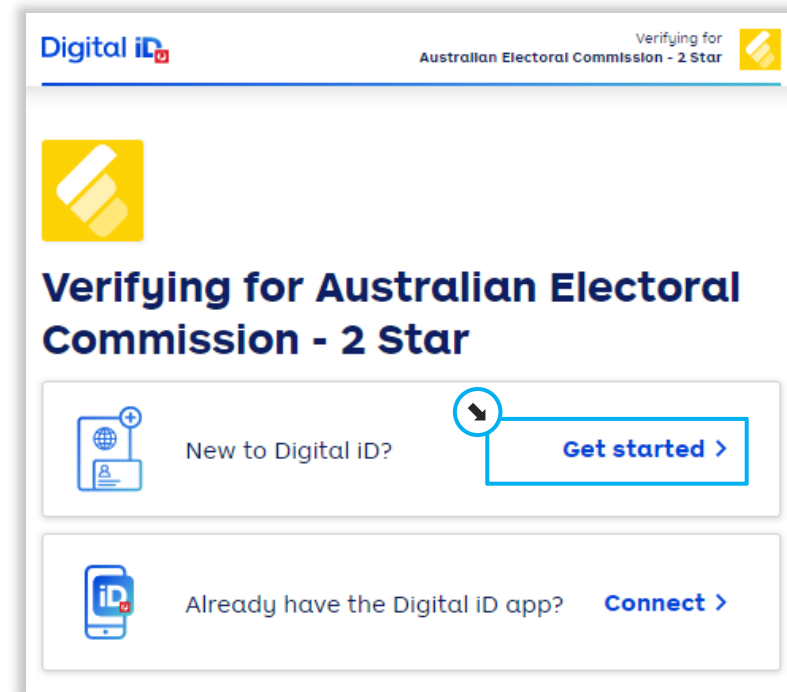 Digital iD
Verifying for
Australian Electoral Commission - 2 Star
Verifying for Australian Electoral
Commission - 2 Star
New to Digital iD?
Get started >
iD
Already have the Digital iD app?
Connect >